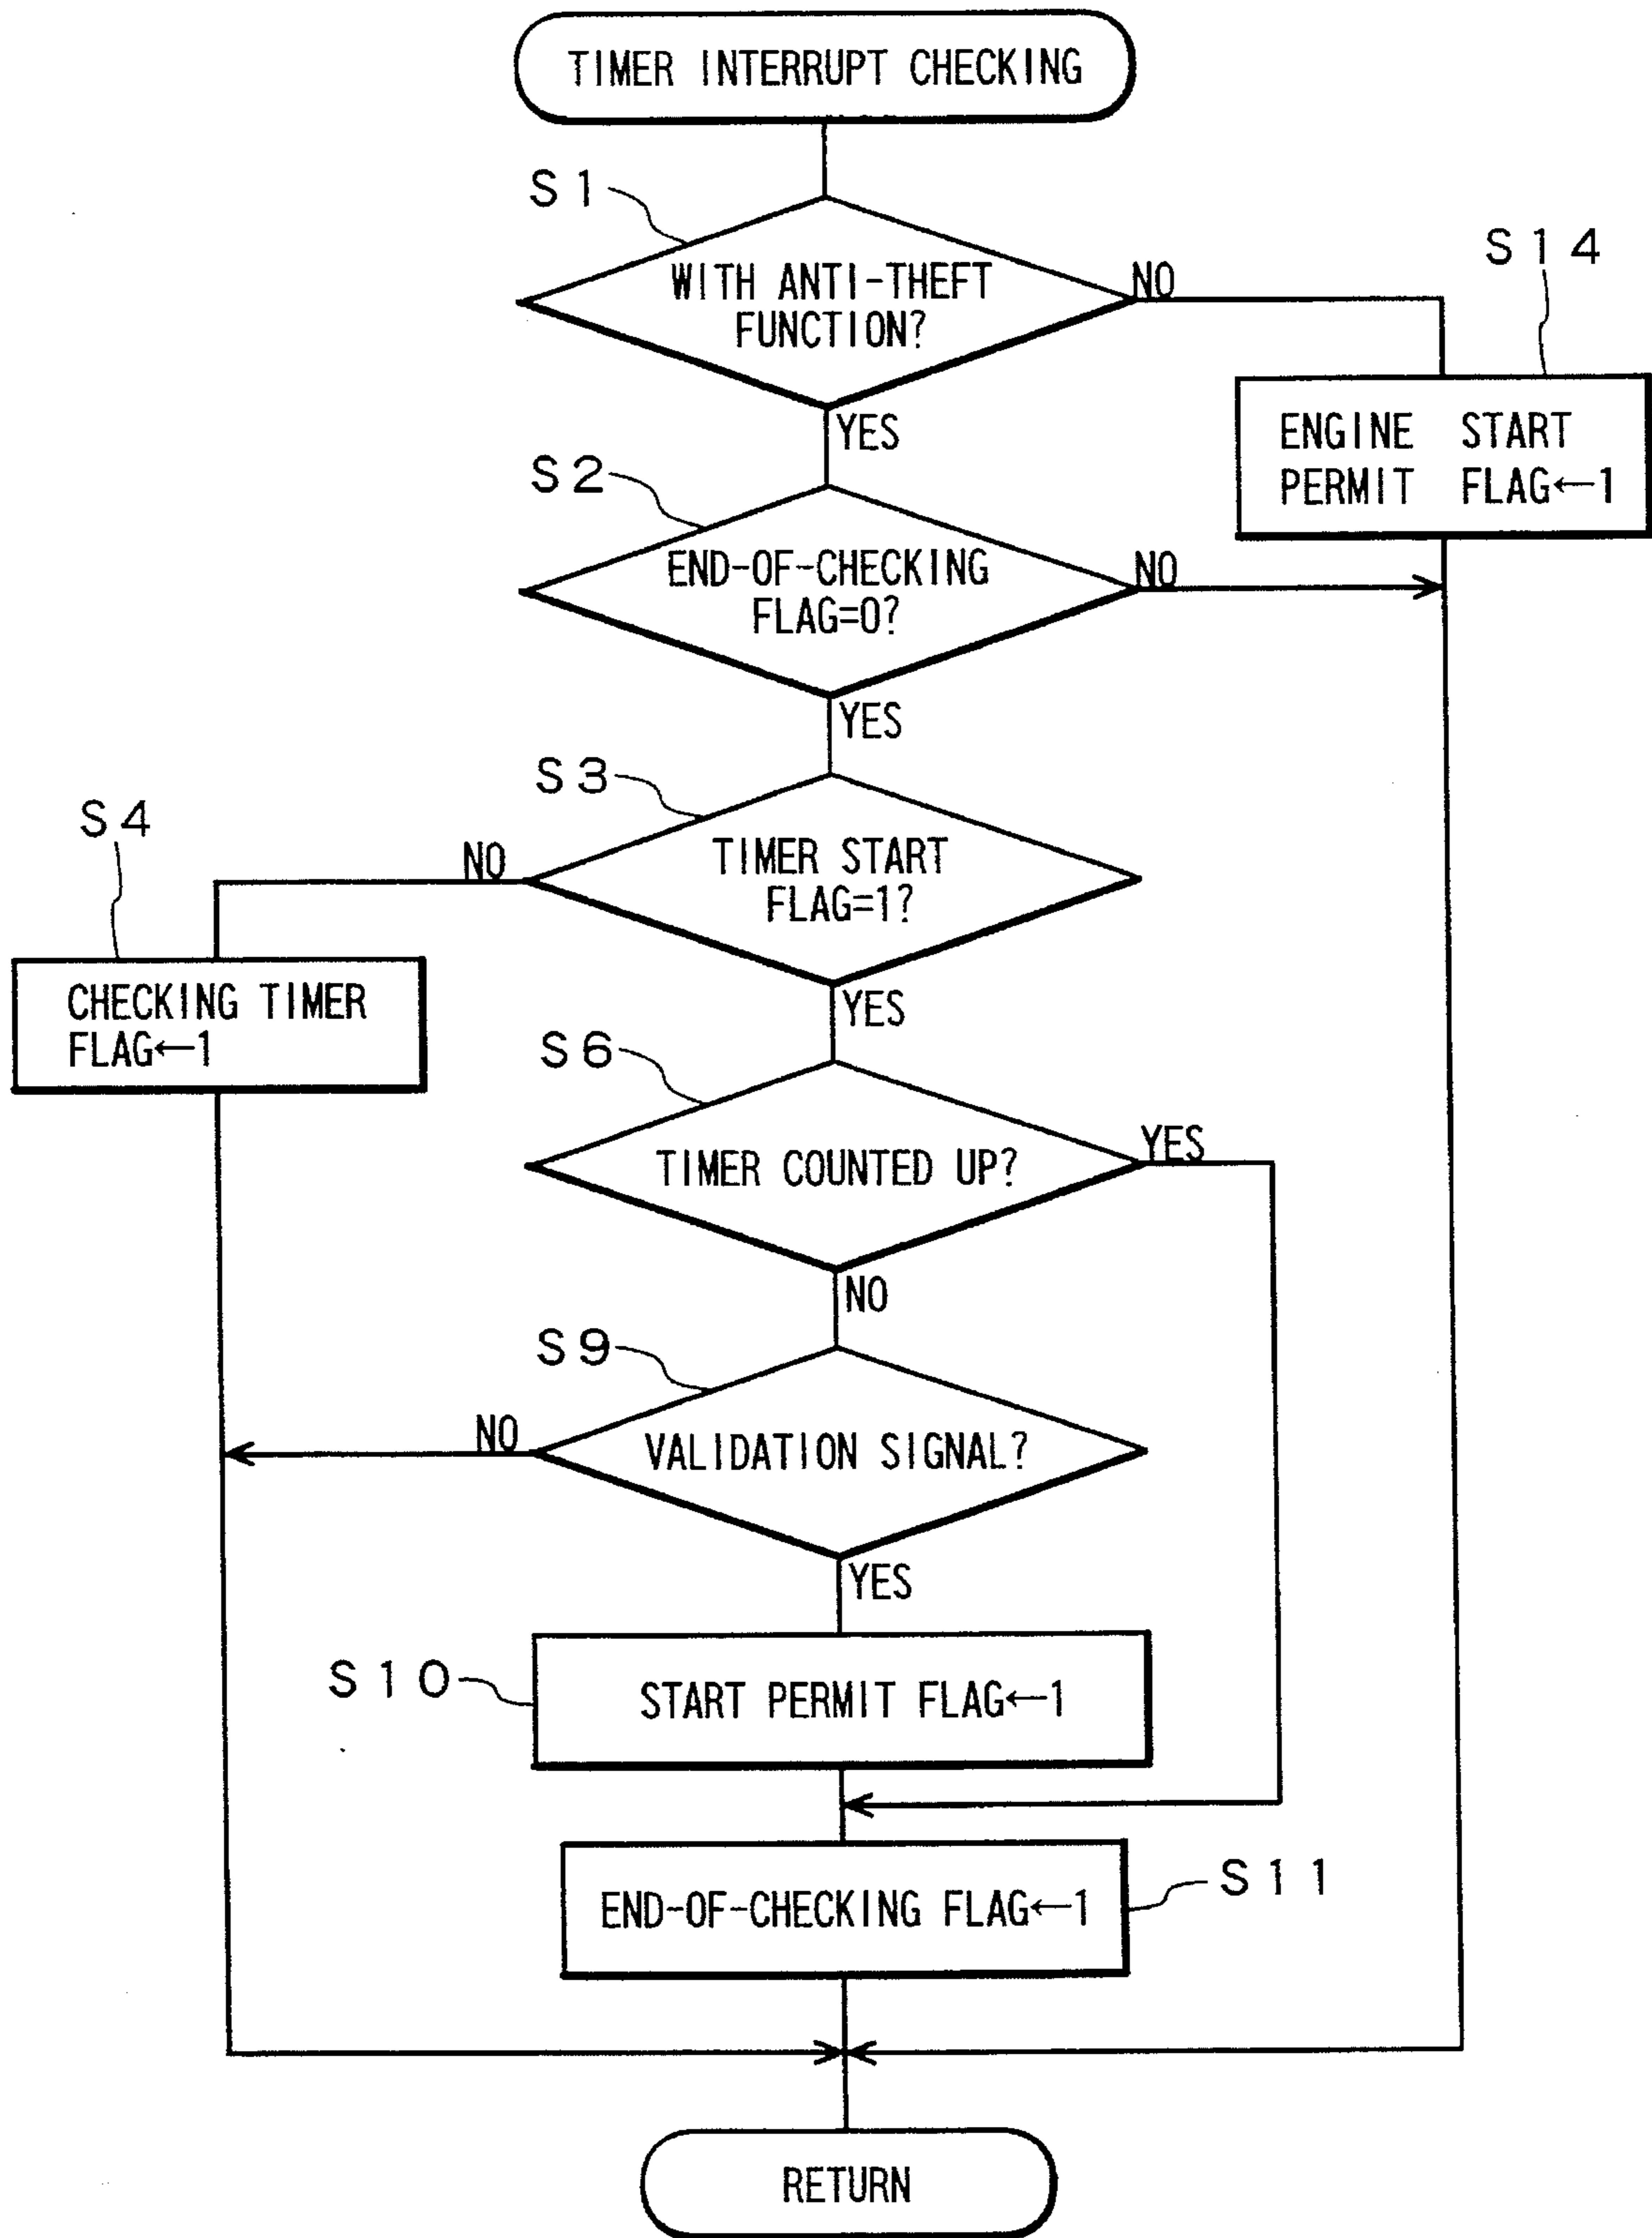 TIMER INTERRUPT CHECKING
S1
WITH ANTI-THEFT
FUNCTION?
NO
S14
YES
ENGINE START
PERMIT FLAG←1
S2
END-OF-CHECKING
FLAG=0?
NO
YES
S3
TIMER START
FLAG=1?
NO
S4
YES
CHECKING TIMER
FLAG←1
S6
TIMER COUNTED UP?
YES
NO
S9
VALIDATION SIGNAL?
NO
YES
S10
START PERMIT FLAG←1
END-OF-CHECKING FLAG←1
S11
RETURN